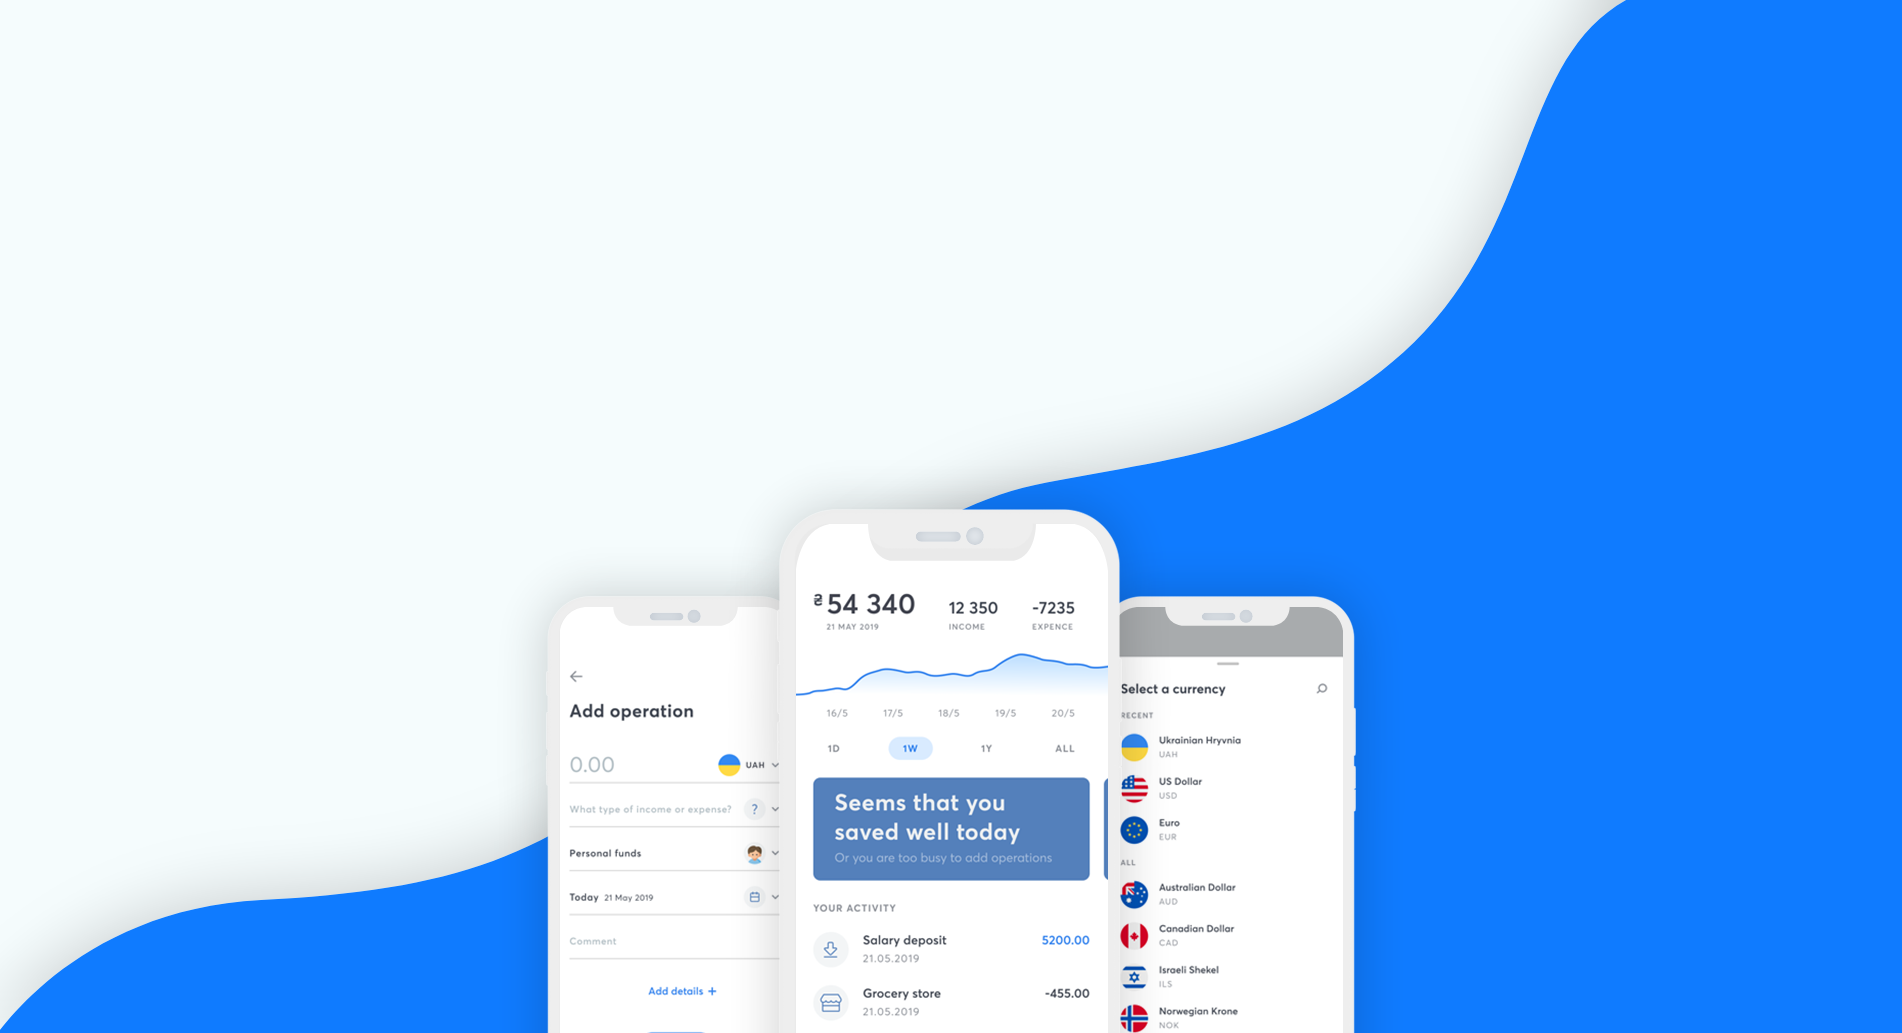 Add operation
0.00
UAH
What type of income or expense?
?
Personal funds
Today 21 May 2019
Comment
Add details +
₴ 54 340
21 MAY 2019
12 350
INCOME
-7235
EXPENCE
16/5 17/5 18/5 19/5 20/5
1D 1W 1Y ALL
Seems that you
saved well today
Or you are too busy to add operations
YOUR ACTIVITY
Salary deposit 5200.00
21.05.2019
Grocery store -455.00
21.05.2019
Select a currency
RECENT
Ukrainian Hryvnia
UAH
US Dollar
USD
Euro
EUR
ALL
Australian Dollar
AUD
Canadian Dollar
CAD
Israeli Shekel
ILS
Norwegian Krone
NOK